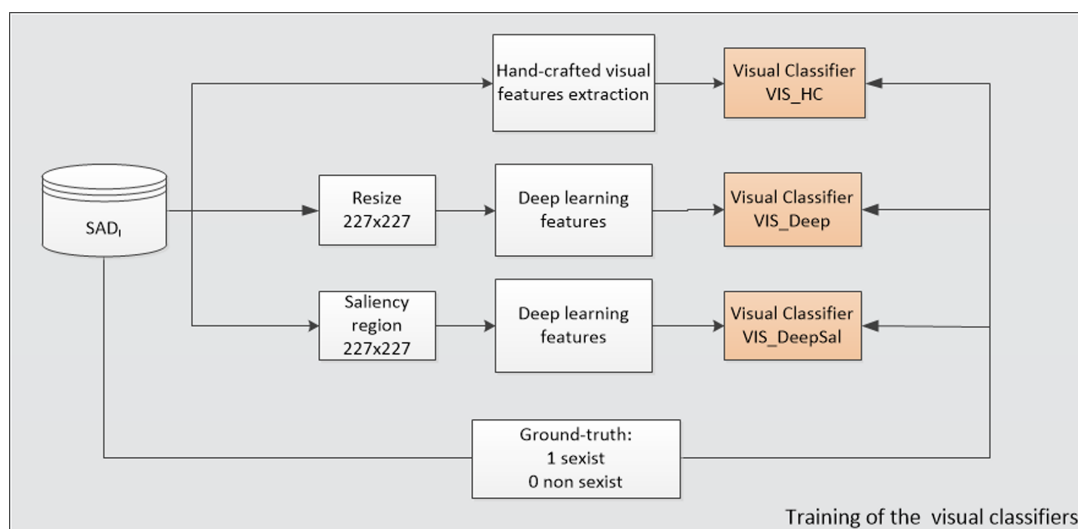 Hand-crafted visual
features extraction
Visual Classifier
VIS_HC
SADI
Resize
227x227
Deep learning
features
Visual Classifier
VIS_Deep
Saliency
region
227x227
Deep learning
features
Visual Classifier
VIS_DeepSal
Ground-truth:
1 sexist
0 non sexist
Training of the visual classifiers